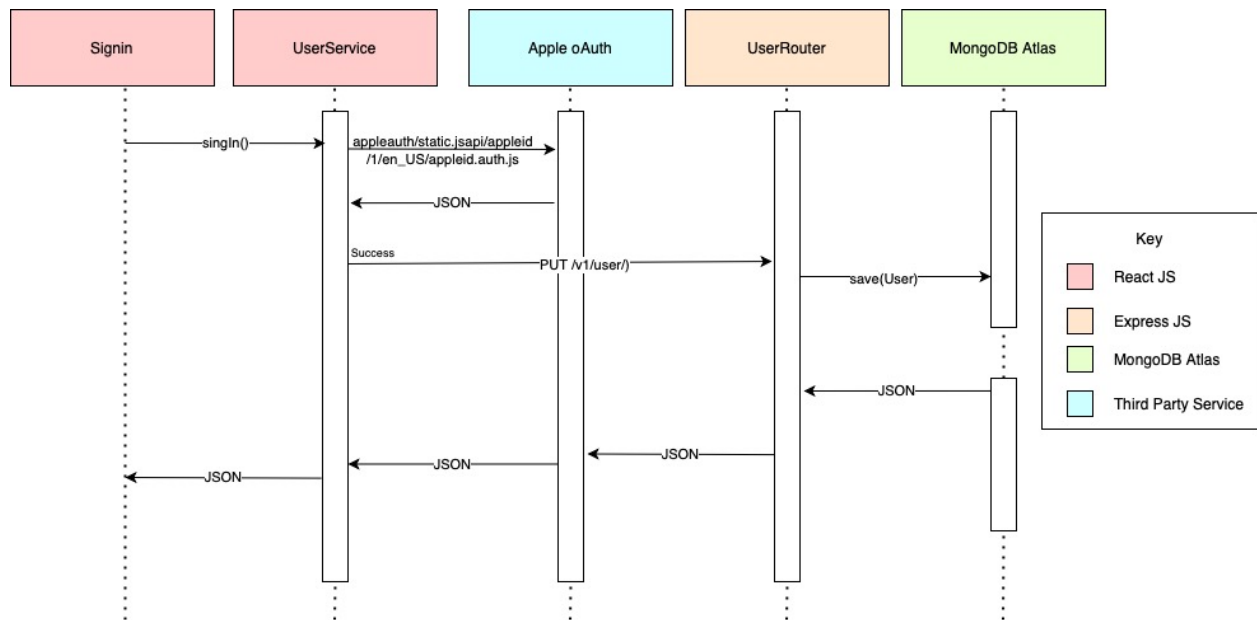 Signin
UserService
Apple oAuth
UserRouter
MongoDB Atlas
singIn()
appleauth/static.jsapi/appleid
/1/en_US/appleid.auth.js
JSON
Success
PUT /v1/user/)
save(User)
Key
React JS
Express JS
MongoDB Atlas
Third Party Service
JSON
JSON
JSON
JSON